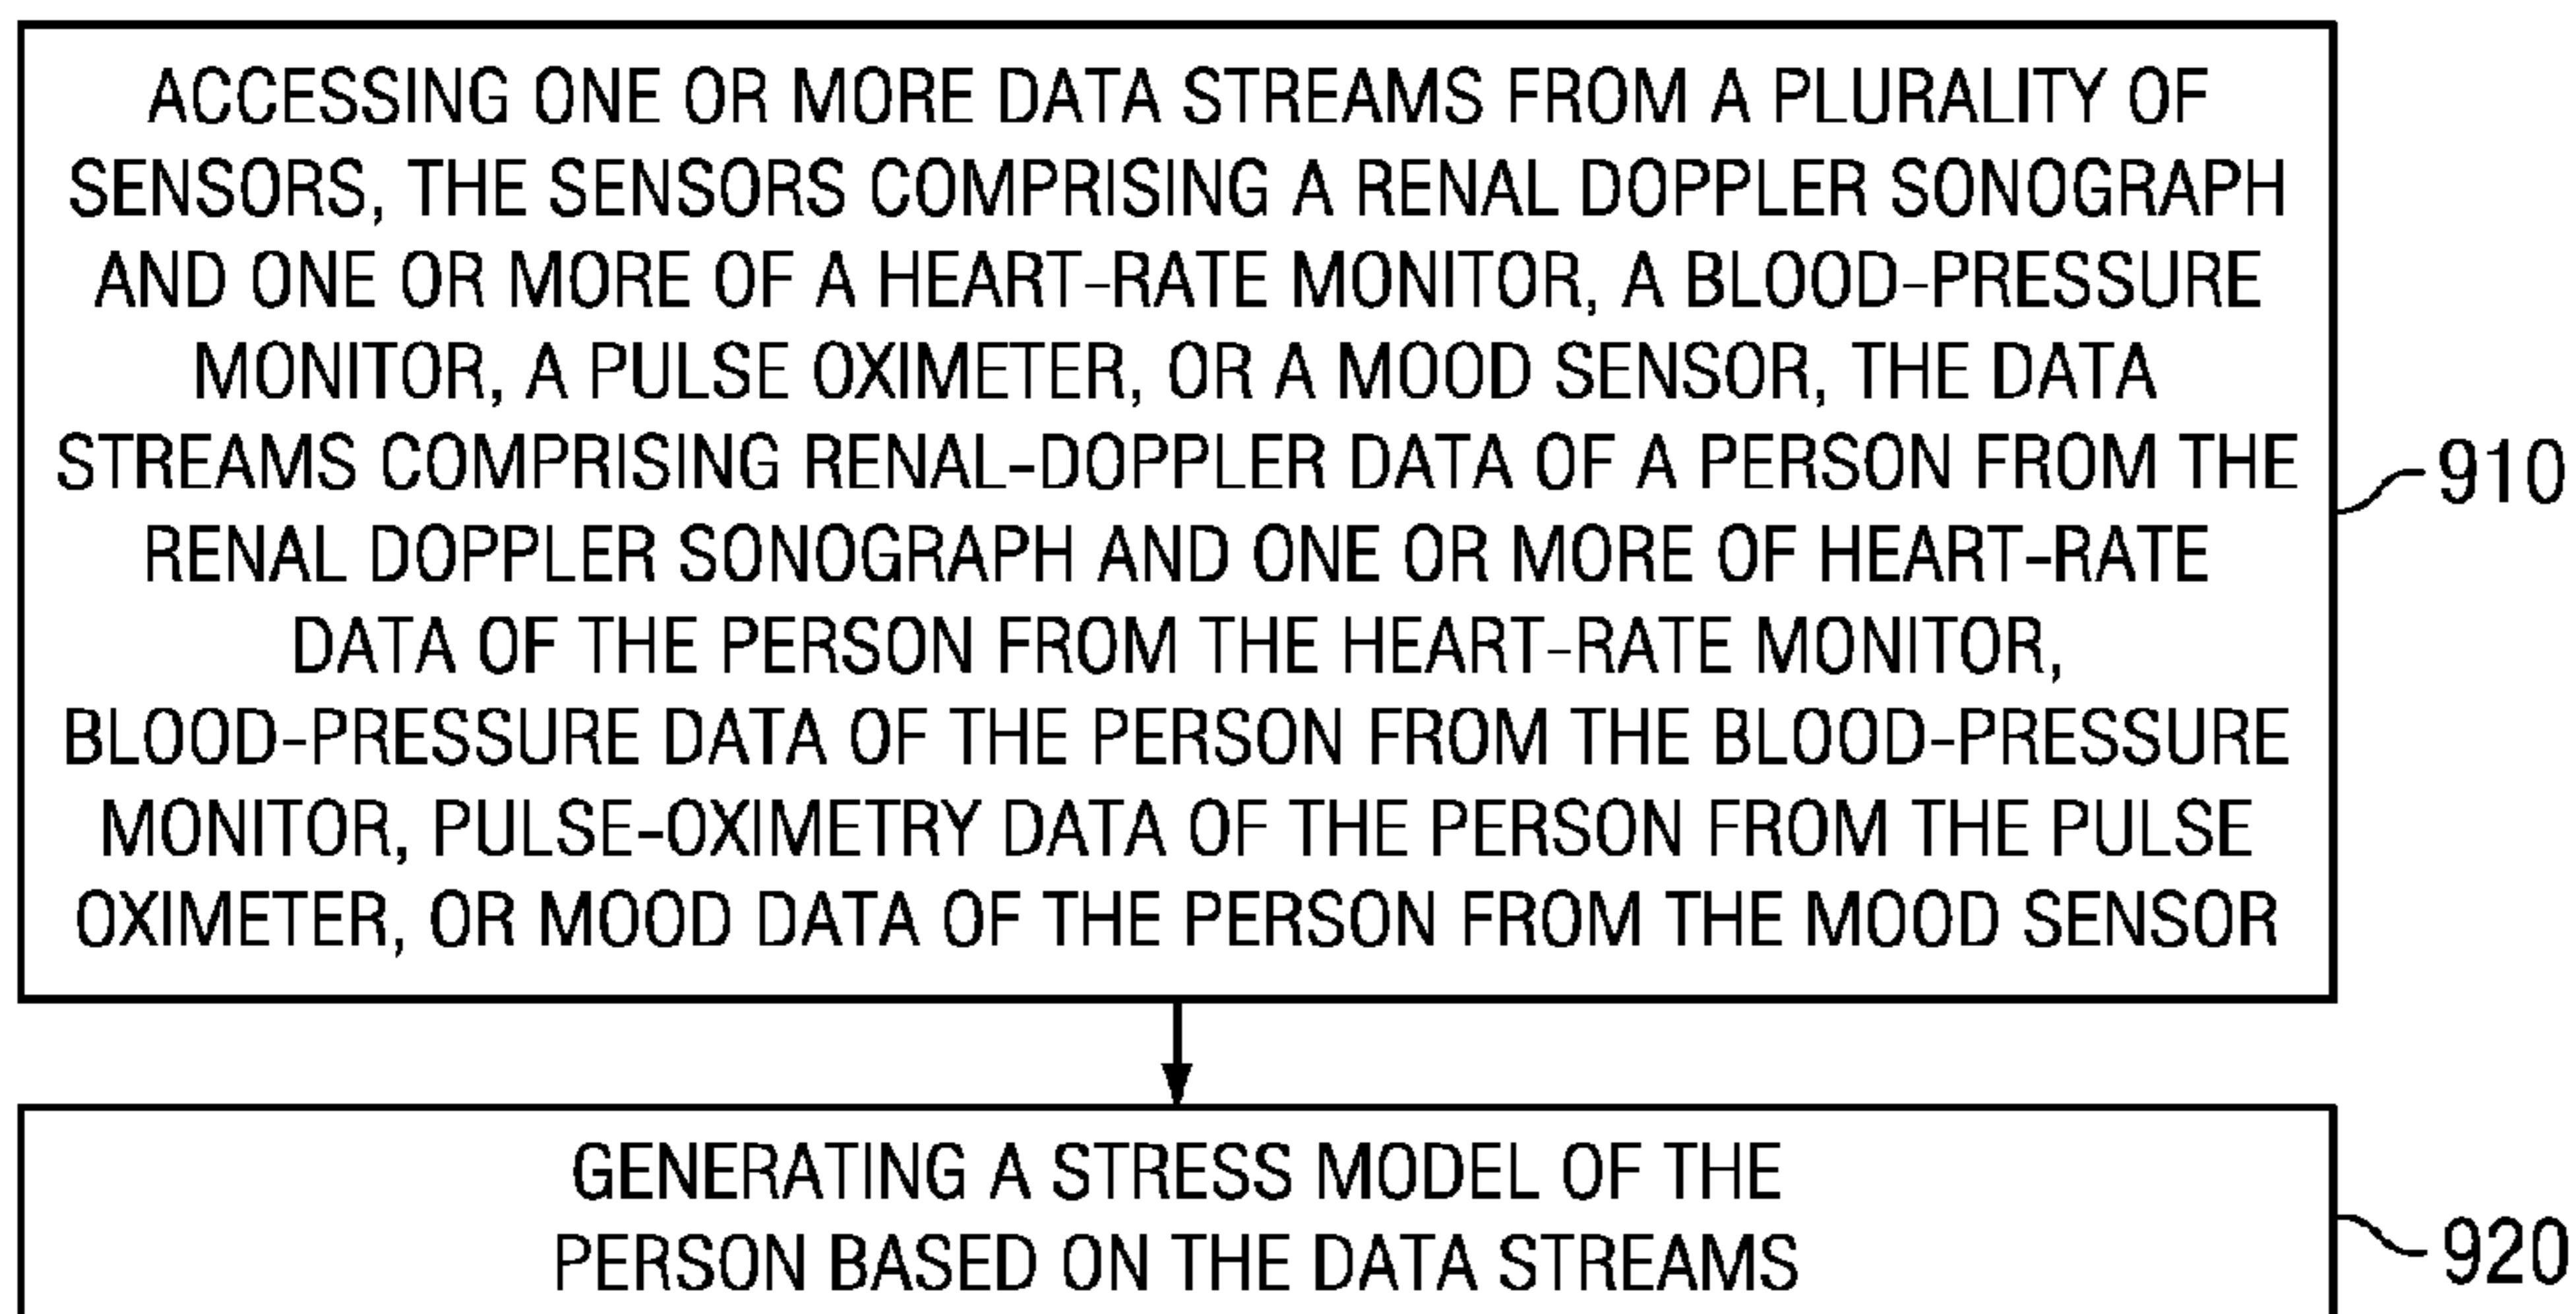 ACCESSING ONE OR MORE DATA STREAMS FROM A PLURALITY OF
SENSORS, THE SENSORS COMPRISING A RENAL DOPPLER SONOGRAPH
AND ONE OR MORE OF A HEART-RATE MONITOR, A BLOOD-PRESSURE
MONITOR, A PULSE OXIMETER, OR A MOOD SENSOR, THE DATA
STREAMS COMPRISING RENAL-DOPPLER DATA OF A PERSON FROM THE
RENAL DOPPLER SONOGRAPH AND ONE OR MORE OF HEART-RATE
DATA OF THE PERSON FROM THE HEART-RATE MONITOR,
BLOOD-PRESSURE DATA OF THE PERSON FROM THE BLOOD-PRESSURE
MONITOR, PULSE-OXIMETRY DATA OF THE PERSON FROM THE PULSE
OXIMETER, OR MOOD DATA OF THE PERSON FROM THE MOOD SENSOR
910
GENERATING A STRESS MODEL OF THE
PERSON BASED ON THE DATA STREAMS
920